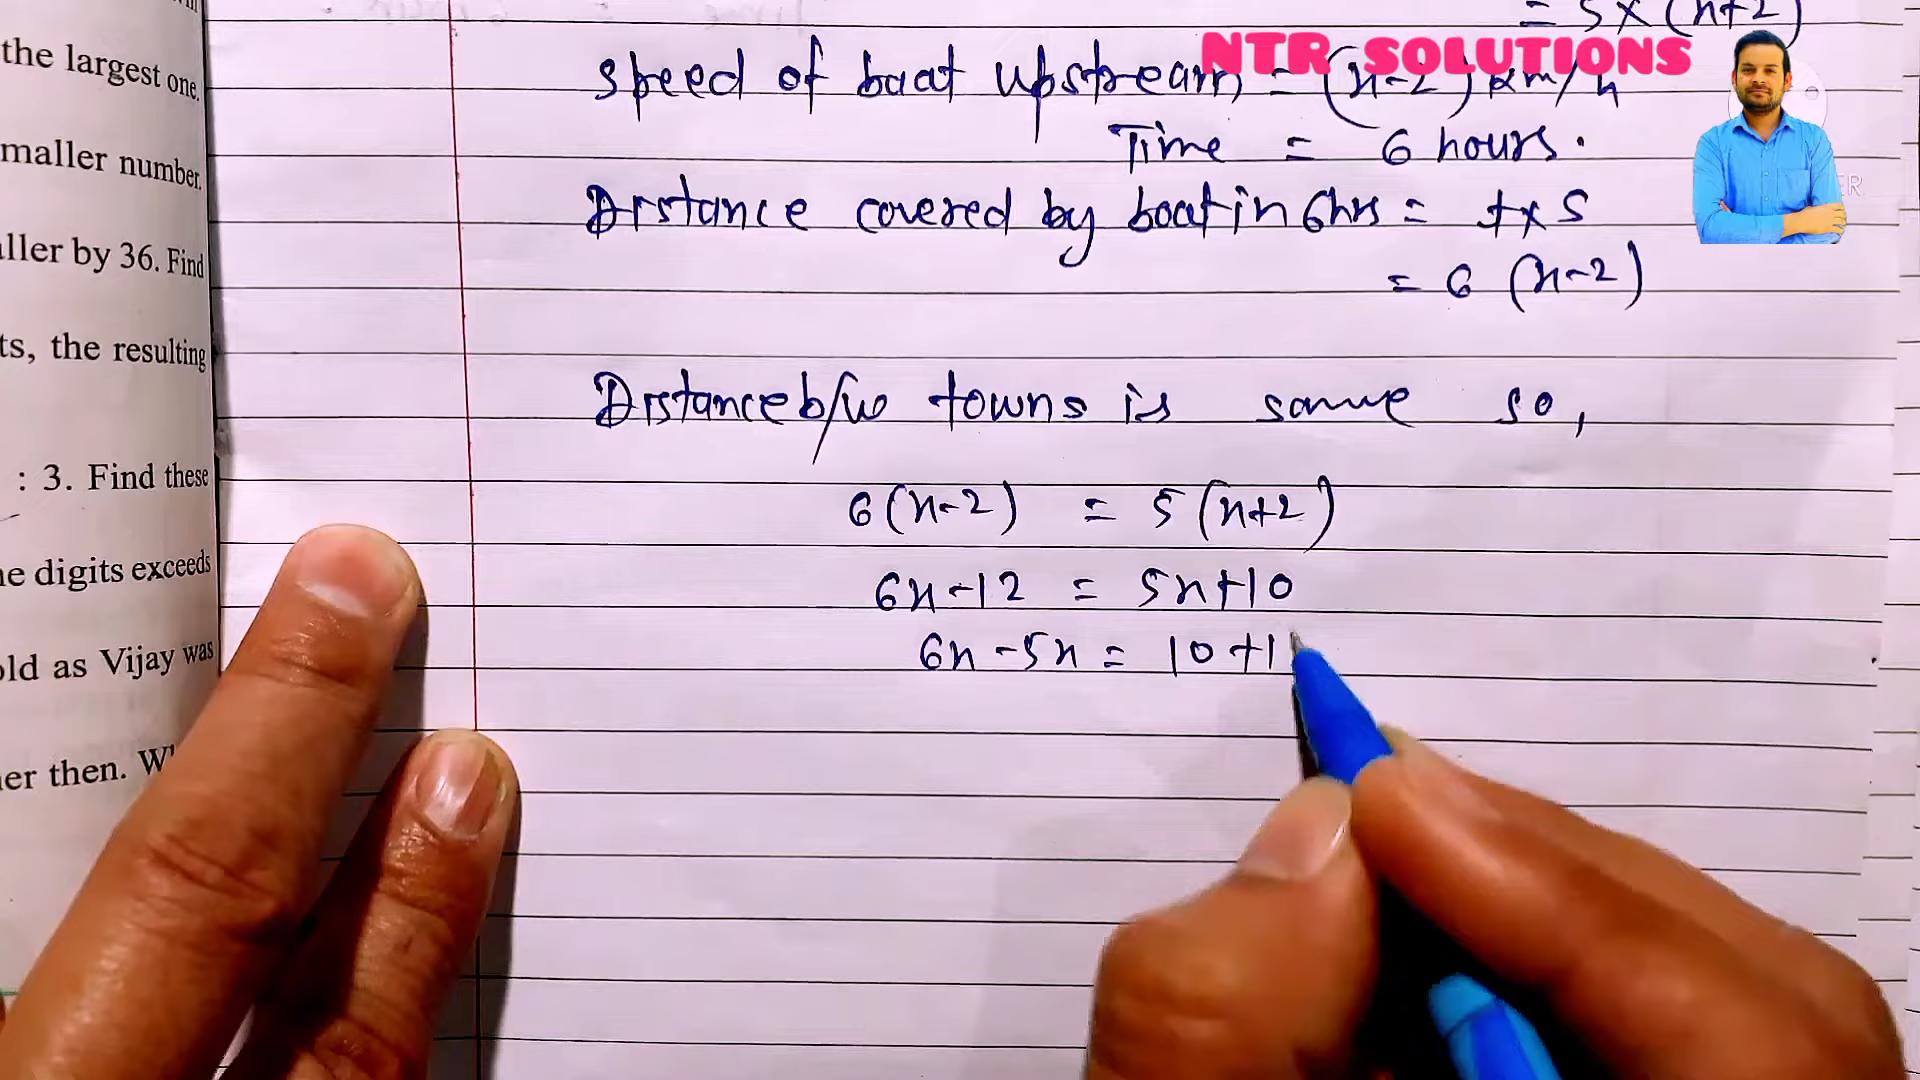 = 5 × (x+2)
NTR SOLUTIONS
speed of boat upstream = (x-2) km/h
Time = 6 hours.
Distance covered by boat in 6hrs = t×s
= 6 (x-2)
Distance b/w towns is same so,
6(x-2) = 5(x+2)
6x-12 = 5x+10
6x-5x = 10+1
the largest one.
maller number.
ller by 36. Find
ts, the resulting
: 3. Find these
e digits exceeds
old as Vijay was
er then. W
ER